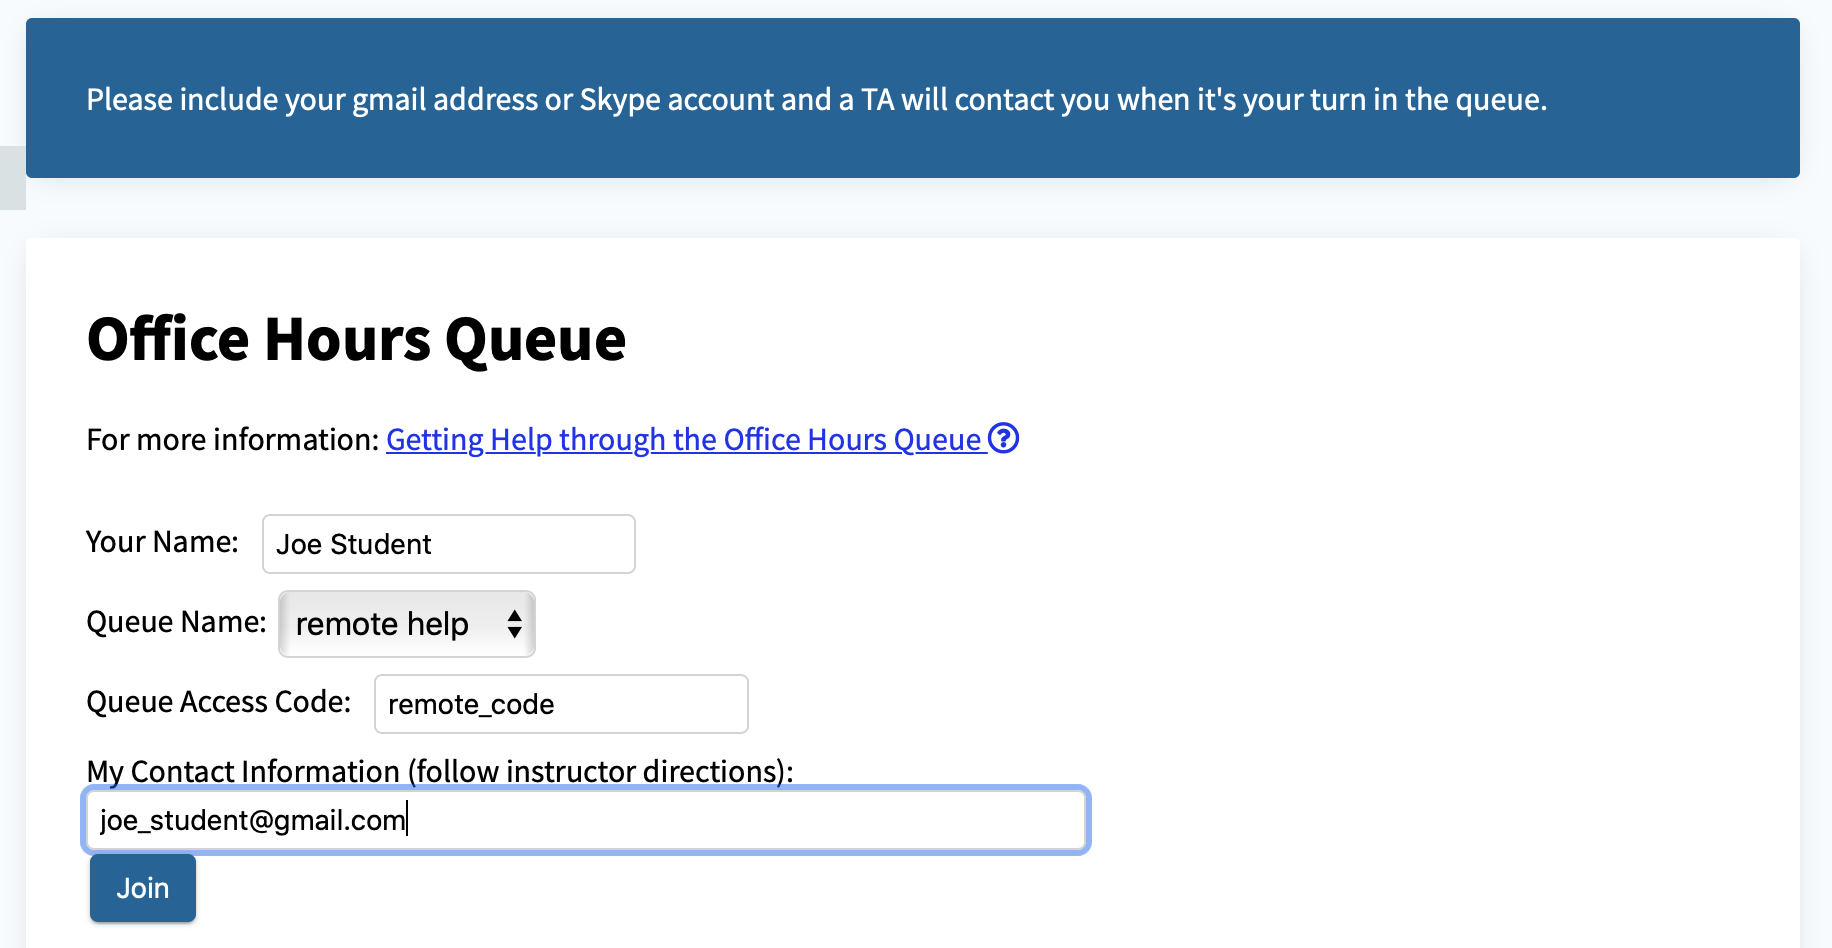 Please include your gmail address or Skype account and a TA will contact you when it's your turn in the queue.
Office Hours Queue
For more information: Getting Help through the Office Hours Queue ?
Your Name: Joe Student
Queue Name: remote help
Queue Access Code: remote_code
My Contact Information (follow instructor directions):
joe_student@gmail.com
Join